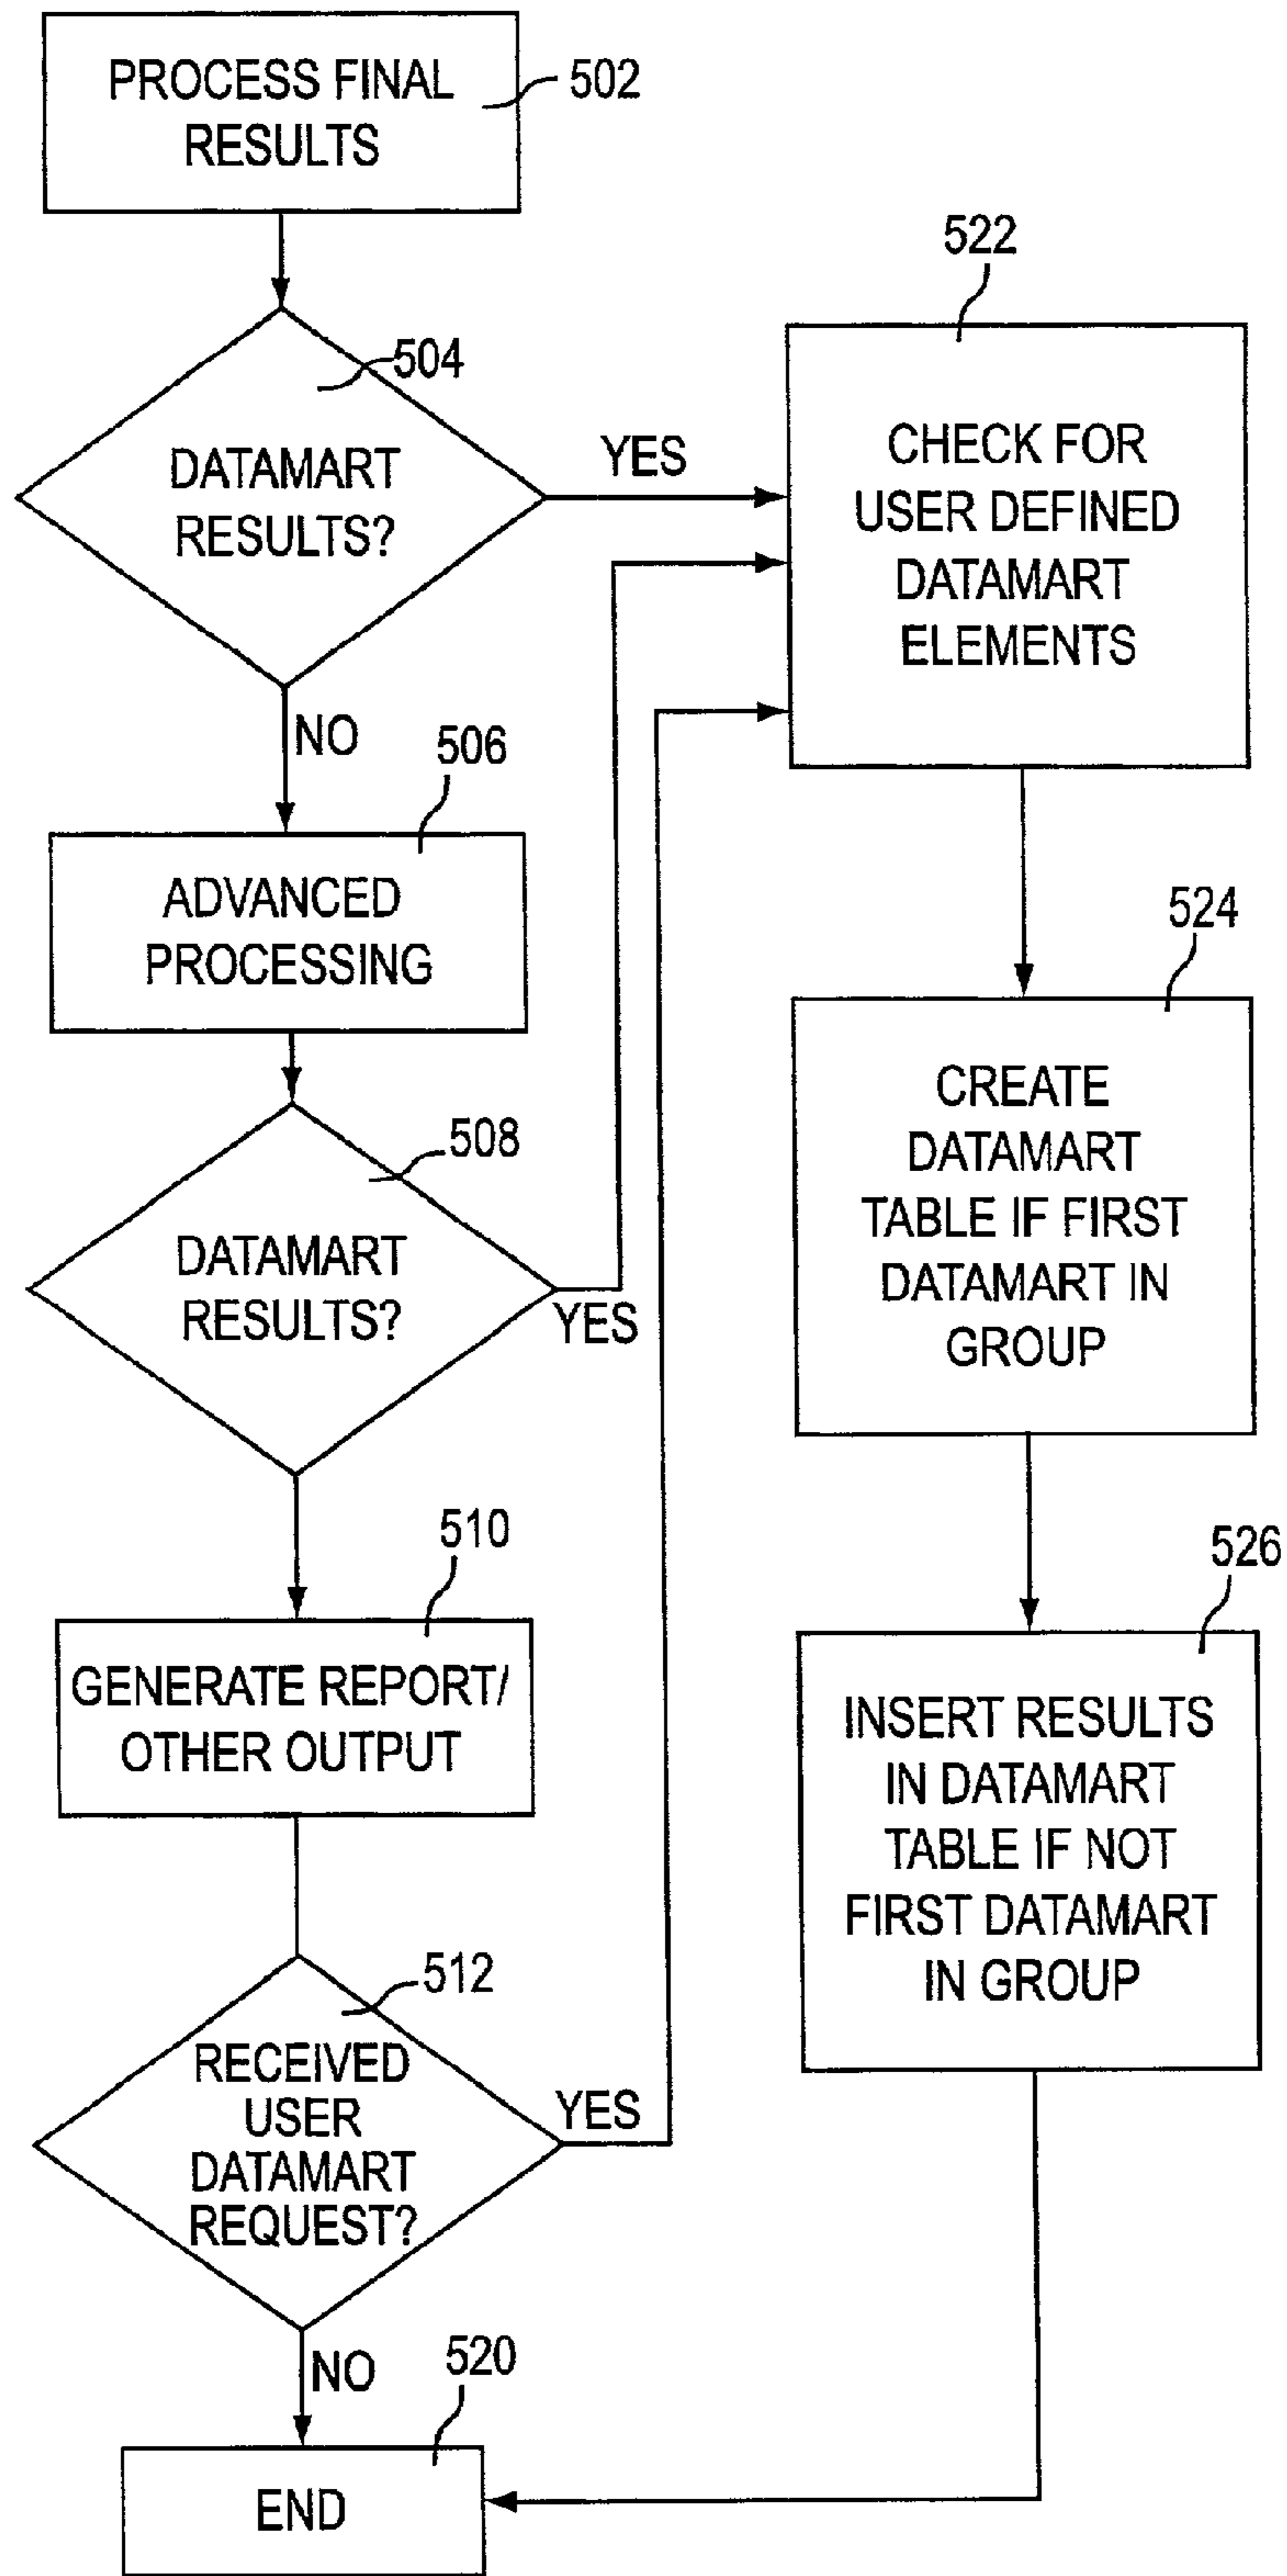 PROCESS FINAL
RESULTS
502
504
DATAMART
RESULTS?
YES
NO
506
ADVANCED
PROCESSING
508
DATAMART
RESULTS?
YES
510
GENERATE REPORT/
OTHER OUTPUT
512
RECEIVED
USER
DATAMART
REQUEST?
YES
NO
520
END
522
CHECK FOR
USER DEFINED
DATAMART
ELEMENTS
524
CREATE
DATAMART
TABLE IF FIRST
DATAMART IN
GROUP
526
INSERT RESULTS
IN DATAMART
TABLE IF NOT
FIRST DATAMART
IN GROUP